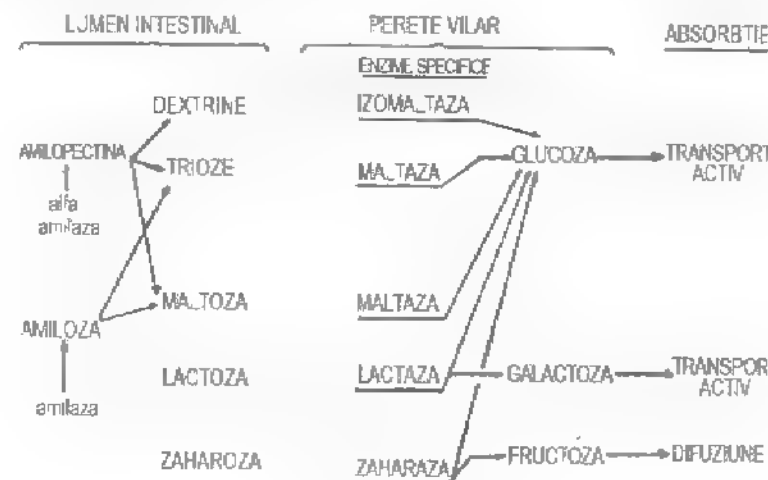 LUMEN INTESTINAL
PERETE VILAR
ABSORBTIE
ENZIME SPECIFICE
DEXTRINE
IZOMALTAZA
AMILOPECTINA
TRIOZE
MALTAZA
GLUCOZA
TRANSPORT
ACTIV
alfa
amilaza
MALTOZA
MALTAZA
AMILOZA
LACTOZA
LACTAZA
GALACTOZA
TRANSPOR
ACTIV
amilaza
ZAHAROZA
ZAHARAZA
FRUCTOZA
DIFUZIUNE